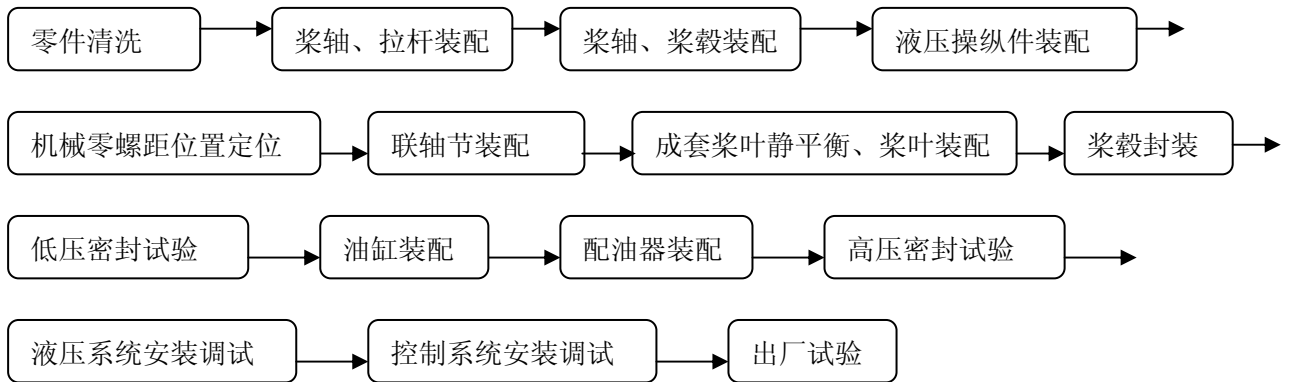 零件清洗 桨轴、拉杆装配 桨轴、桨毂装配 液压操纵件装配
机械零螺距位置定位 联轴节装配 成套桨叶静平衡、桨叶装配 桨毂封装
低压密封试验 油缸装配 配油器装配 高压密封试验
液压系统安装调试 控制系统安装调试 出厂试验